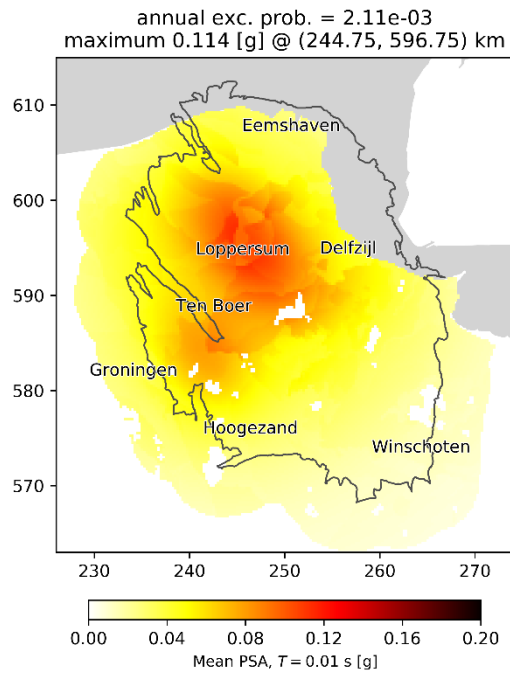 annual exc. prob. = 2.11e-03
maximum 0.114 [g] @ (244.75, 596.75) km
610
Eemshaven
600
Loppersum Delfzijl
590
Ten Boer
Groningen
580
Hoogezand
Winschoten
570
230 240 250 260 270
0.00 0.04 0.08 0.12 0.16 0.20
Mean PSA, T = 0.01 s [g]